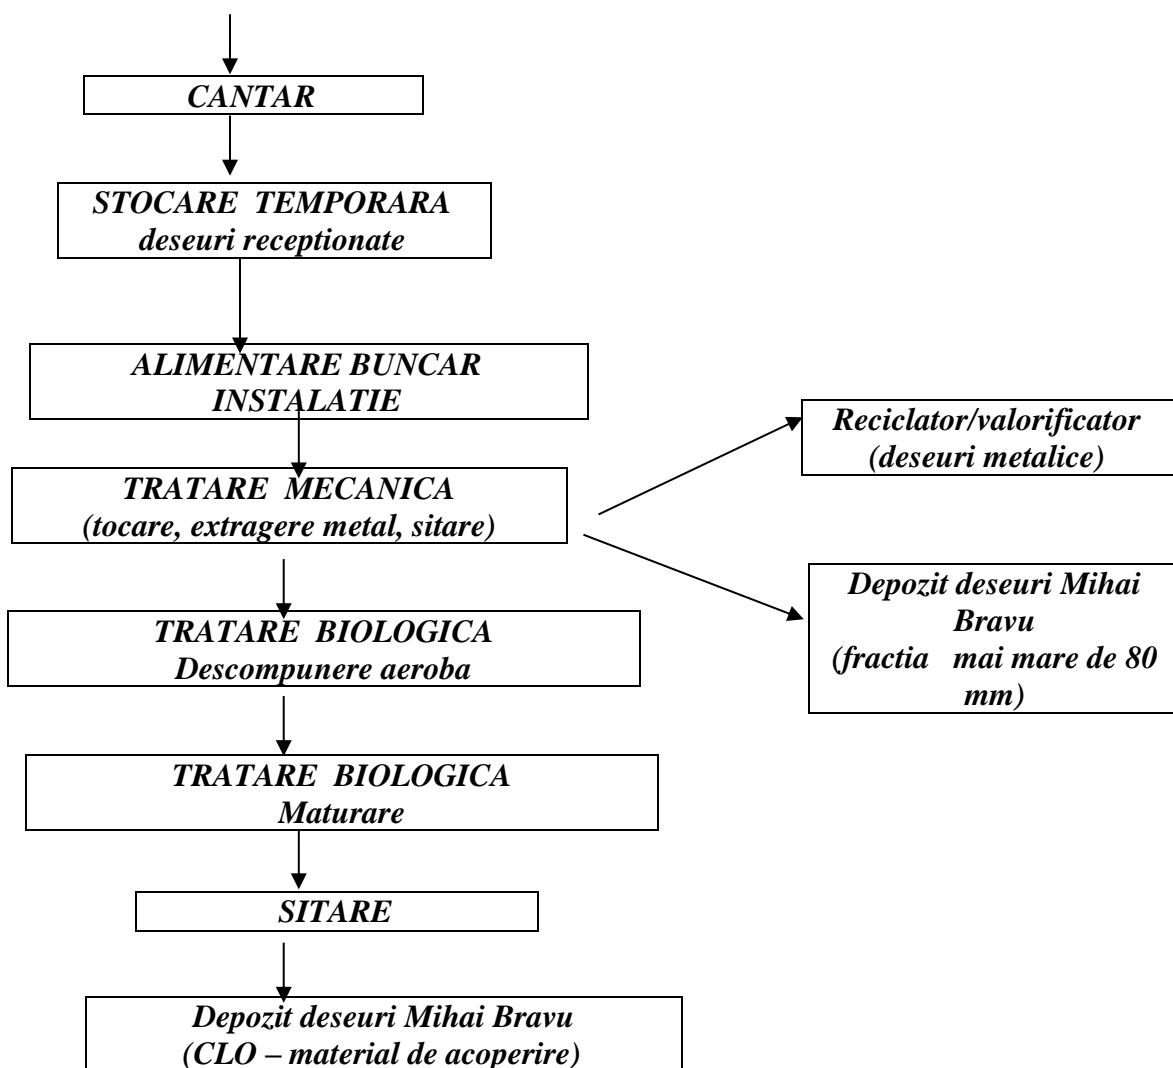 CANTAR
STOCARE TEMPORARA
deseuri receptionate
ALIMENTARE BUNCAR
INSTALATIE
TRATARE MECANICA
(tocare, extragere metal, sitare)
Reciclator/valorificator
(deseuri metalice)
Depozit deseuri Mihai
Bravu
(fractia mai mare de 80
mm)
TRATARE BIOLOGICA
Descompunere aeroba
TRATARE BIOLOGICA
Maturare
SITARE
Depozit deseuri Mihai Bravu
(CLO – material de acoperire)